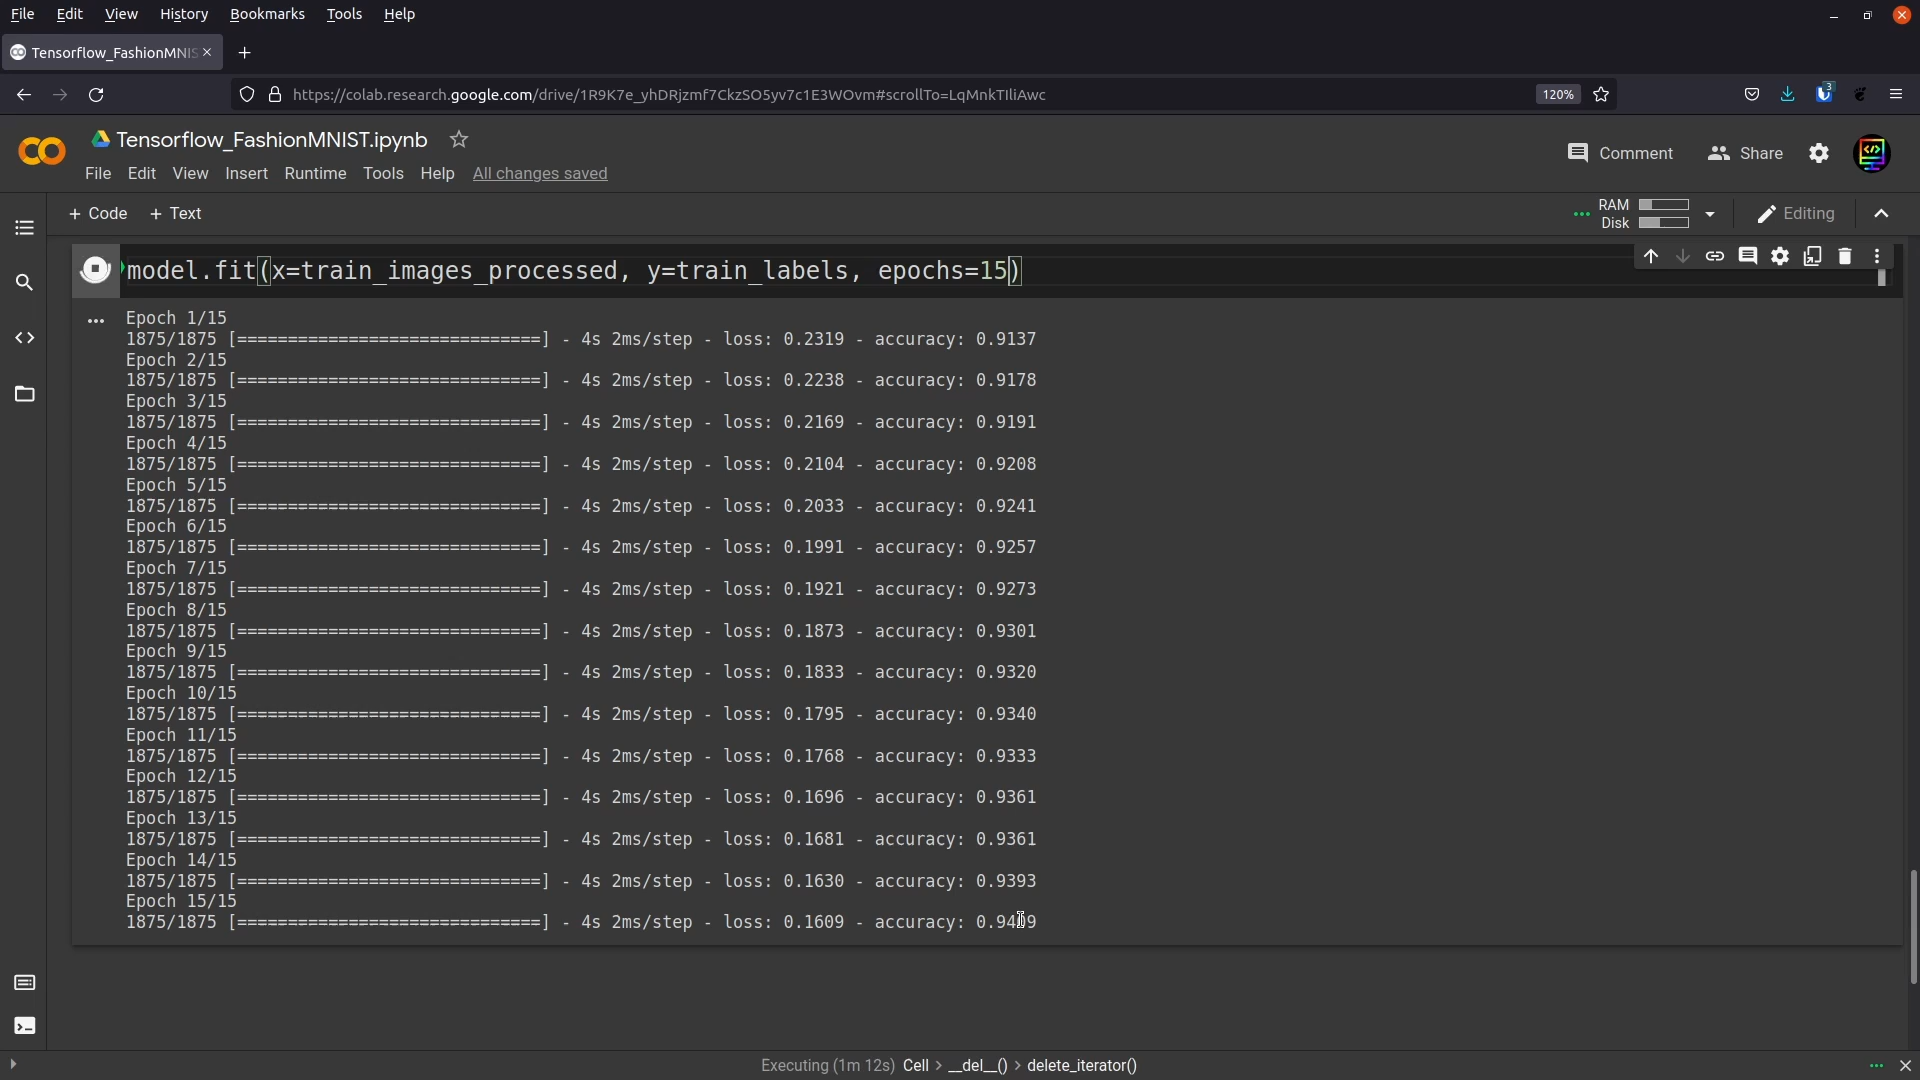 File Edit View History Bookmarks Tools Help
Tensorflow_FashionMNIS
https://colab.research.google.com/drive/1R9K7e_yhDRjzmf7CkzSO5yv7c1E3WOvm#scrollTo=LqMnkTIliAwc 120% 3
Tensorflow_FashionMNIST.ipynb
Comment Share
File Edit View Insert Runtime Tools Help All changes saved
+ Code + Text RAM Disk Editing
model.fit(x=train_images_processed, y=train_labels, epochs=15)
Epoch 1/15
1875/1875 [==============================] - 4s 2ms/step - loss: 0.2319 - accuracy: 0.9137
Epoch 2/15
1875/1875 [==============================] - 4s 2ms/step - loss: 0.2238 - accuracy: 0.9178
Epoch 3/15
1875/1875 [==============================] - 4s 2ms/step - loss: 0.2169 - accuracy: 0.9191
Epoch 4/15
1875/1875 [==============================] - 4s 2ms/step - loss: 0.2104 - accuracy: 0.9208
Epoch 5/15
1875/1875 [==============================] - 4s 2ms/step - loss: 0.2033 - accuracy: 0.9241
Epoch 6/15
1875/1875 [==============================] - 4s 2ms/step - loss: 0.1991 - accuracy: 0.9257
Epoch 7/15
1875/1875 [==============================] - 4s 2ms/step - loss: 0.1921 - accuracy: 0.9273
Epoch 8/15
1875/1875 [==============================] - 4s 2ms/step - loss: 0.1873 - accuracy: 0.9301
Epoch 9/15
1875/1875 [==============================] - 4s 2ms/step - loss: 0.1833 - accuracy: 0.9320
Epoch 10/15
1875/1875 [==============================] - 4s 2ms/step - loss: 0.1795 - accuracy: 0.9340
Epoch 11/15
1875/1875 [==============================] - 4s 2ms/step - loss: 0.1768 - accuracy: 0.9333
Epoch 12/15
1875/1875 [==============================] - 4s 2ms/step - loss: 0.1696 - accuracy: 0.9361
Epoch 13/15
1875/1875 [==============================] - 4s 2ms/step - loss: 0.1681 - accuracy: 0.9361
Epoch 14/15
1875/1875 [==============================] - 4s 2ms/step - loss: 0.1630 - accuracy: 0.9393
Epoch 15/15
1875/1875 [==============================] - 4s 2ms/step - loss: 0.1609 - accuracy:
Executing (1m 12s) Cell > __del__() > delete_iterator()